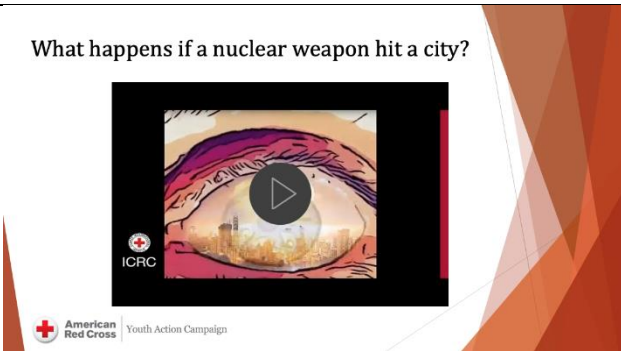 What happens if a nuclear weapon hit a city?
ICRC
American
Red Cross
Youth Action Campaign